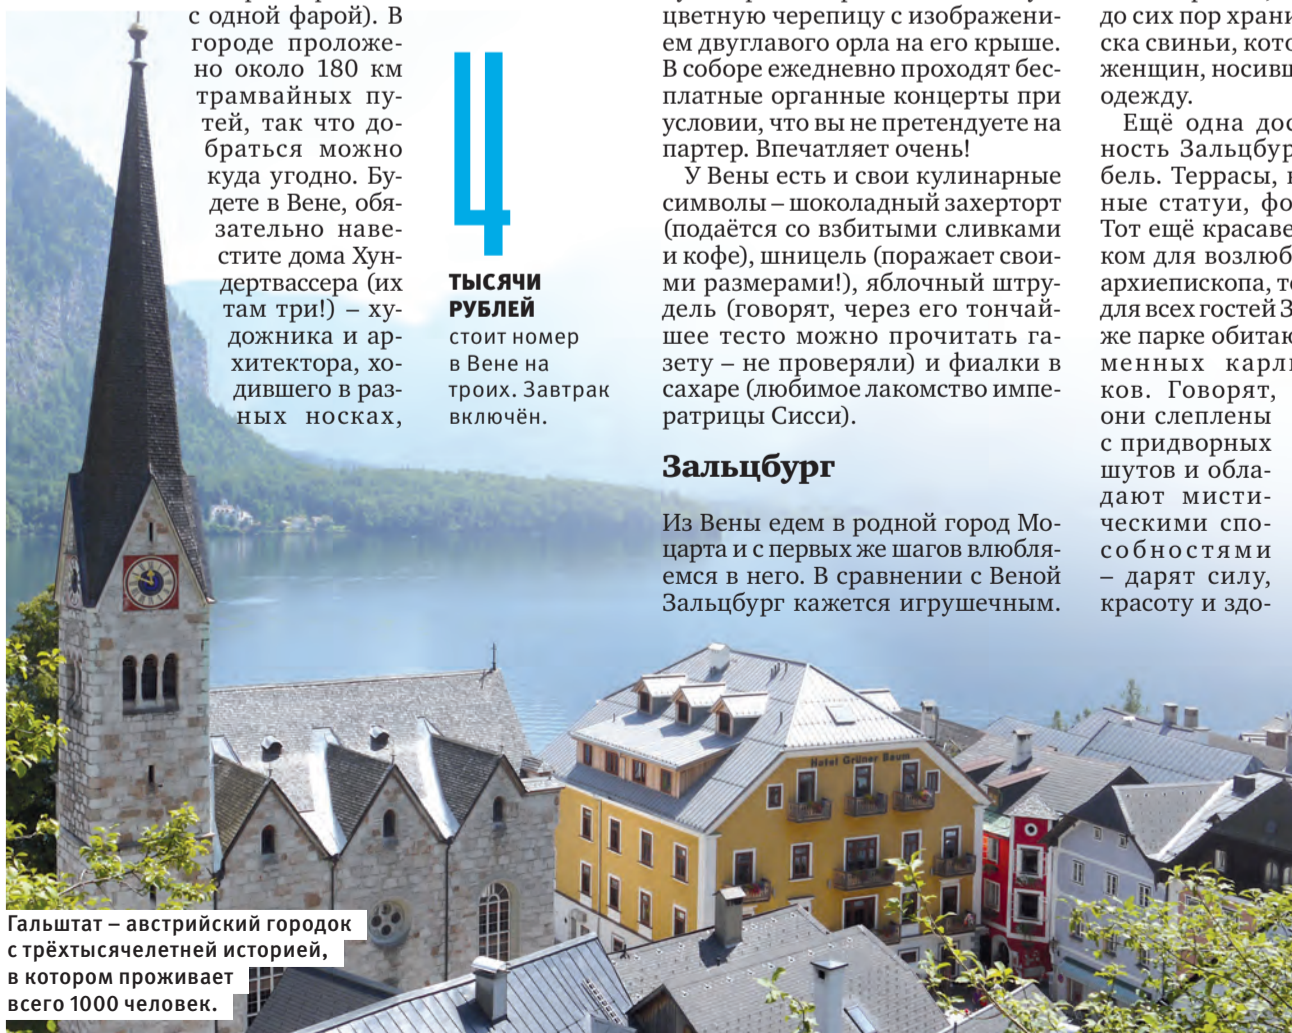 с одной фарой). В
городе проложе-
но около 180 км
трамвайных пу-
тей, так что до-
браться можно
куда угодно. Бу-
дете в Вене, обя-
зательно наве-
стите дома Хун-
дертвассера (их
там три!) – ху-
дожника и ар-
хитектора, хо-
дившего в раз-
ных носках,
4
ТЫСЯЧИ
РУБЛЕЙ
стоит номер
в Вене на
троих. Завтрак
включён.
цветную черепицу с изображени-
ем двуглавого орла на его крыше.
В соборе ежедневно проходят бес-
платные органные концерты при
условии, что вы не претендуете на
партер. Впечатляет очень!
У Вены есть и свои кулинарные
символы – шоколадный захерторт
(подаётся со взбитыми сливками
и кофе), шницель (поражает свои-
ми размерами!), яблочный штру-
дель (говорят, через его тончай-
шее тесто можно прочитать га-
зету – не проверяли) и фиалки в
сахаре (любимое лакомство импе-
ратрицы Сисси).
Зальцбург
Из Вены едем в родной город Мо-
царта и с первых же шагов влюбля-
емся в него. В сравнении с Веной
Зальцбург кажется игрушечным.
до сих пор храни
ска свиньи, кото
женщин, носивш
одежду.
Ещё одна дос
ность Зальцбур
бель. Террасы,
ные статуи, фо
Тот ещё красаве
ком для возлюб
архиепископа, то
для всех гостей З
же парке обитаю
менных карли
ков. Говорят,
они слеплены
с придворных
шутов и обла-
дают мисти-
ческими спо-
собностями
– дарят силу,
красоту и здо-
Hotel Grüner Baum
Гальштат – австрийский городок
с трёхтысячелетней историей,
в котором проживает
всего 1000 человек.